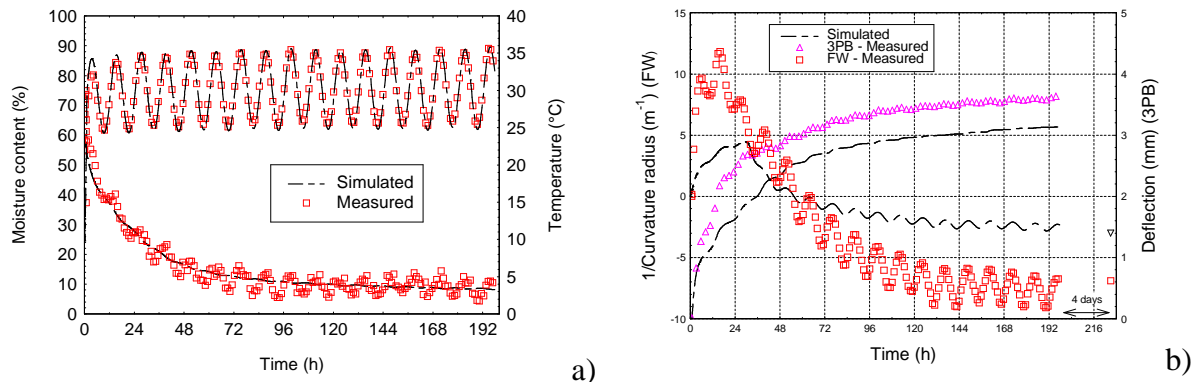 100
90
80
70
60
50
40
30
20
10
0
Moisture content (%)
40
35
30
25
20
15
10
5
0
Temperature (°C)
Simulated
Measured
0 24 48 72 96 120 144 168 192
Time (h)
a)
15
10
5
0
-5
-10
1/Curvature radius (m-1) (FW)
Simulated
3PB - Measured
FW - Measured
5
4
3
2
1
0
Deflection (mm) (3PB)
4 days
0 24 48 72 96 120 144 168 192 216
Time (h)
b)